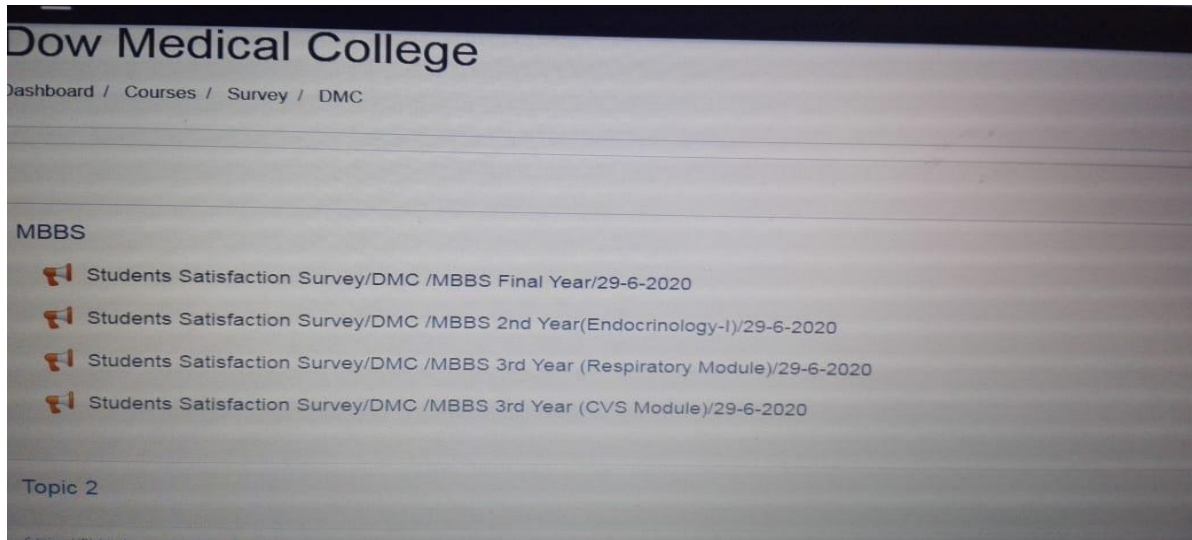 Dow Medical College
Dashboard / Courses / Survey / DMC
MBBS
Students Satisfaction Survey/DMC /MBBS Final Year/29-6-2020
Students Satisfaction Survey/DMC /MBBS 2nd Year(Endocrinology-I)/29-6-2020
Students Satisfaction Survey/DMC /MBBS 3rd Year (Respiratory Module)/29-6-2020
Students Satisfaction Survey/DMC /MBBS 3rd Year (CVS Module)/29-6-2020
Topic 2